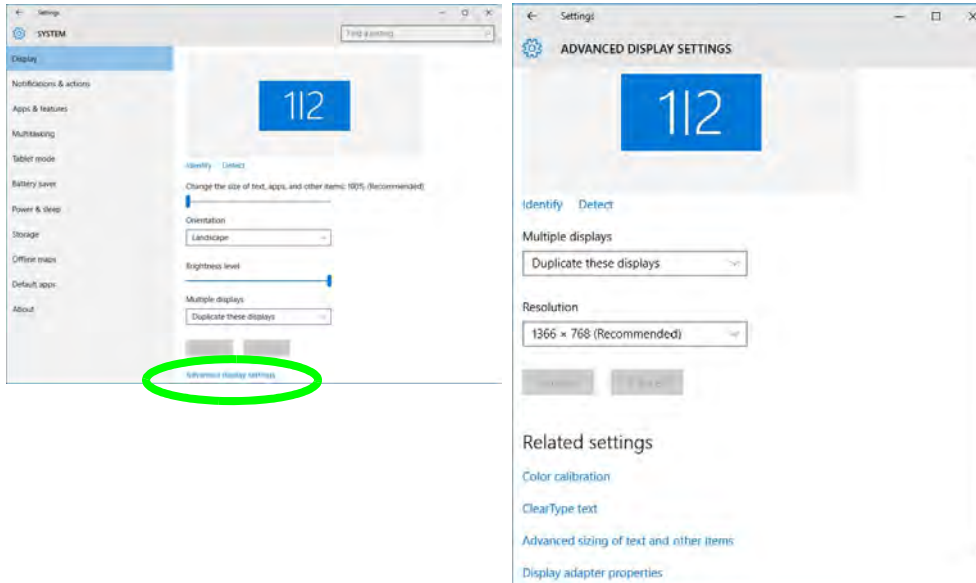 Settings
SYSTEM
Find a setting
Display
Notifications & actions
Apps & features
Multitasking
Tablet mode
Battery saver
Power & sleep
Storage
Offline maps
Default apps
About
1|2
Identify Detect
Change the size of text, apps, and other items: 100% (Recommended)
Orientation
Landscape
Brightness level
Multiple displays
Duplicate these displays
Advanced display settings
Settings
ADVANCED DISPLAY SETTINGS
1|2
Identify Detect
Multiple displays
Duplicate these displays
Resolution
1366 × 768 (Recommended)
Related settings
Color calibration
ClearType text
Advanced sizing of text and other items
Display adapter properties